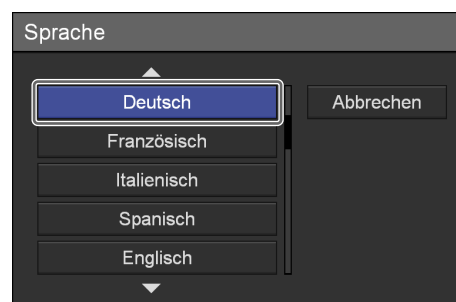 Sprache
Deutsch
Abbrechen
Französisch
Italienisch
Spanisch
Englisch